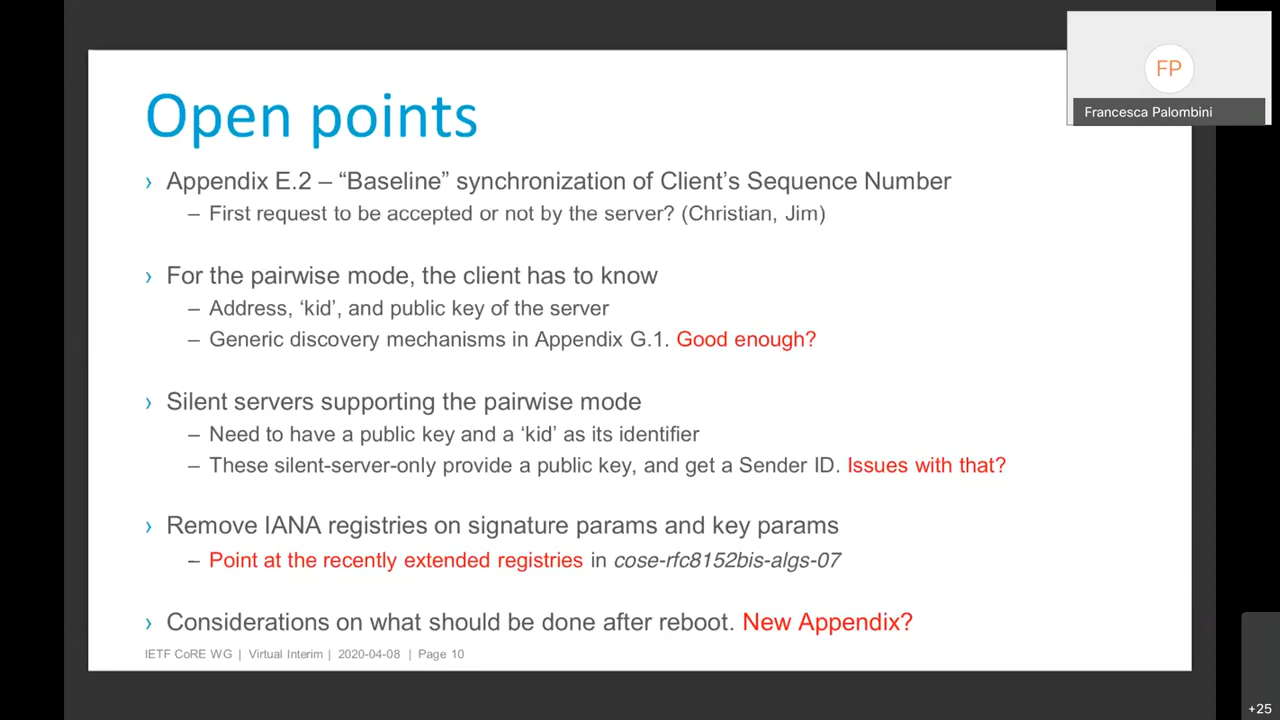 FP
Francesca Palombini
Open points
› Appendix E.2 – “Baseline” synchronization of Client’s Sequence Number
– First request to be accepted or not by the server? (Christian, Jim)
› For the pairwise mode, the client has to know
– Address, ‘kid’, and public key of the server
– Generic discovery mechanisms in Appendix G.1. Good enough?
› Silent servers supporting the pairwise mode
– Need to have a public key and a ‘kid’ as its identifier
– These silent-server-only provide a public key, and get a Sender ID. Issues with that?
› Remove IANA registries on signature params and key params
– Point at the recently extended registries in cose-rfc8152bis-algs-07
› Considerations on what should be done after reboot. New Appendix?
IETF CoRE WG | Virtual Interim | 2020-04-08 | Page 10
+25